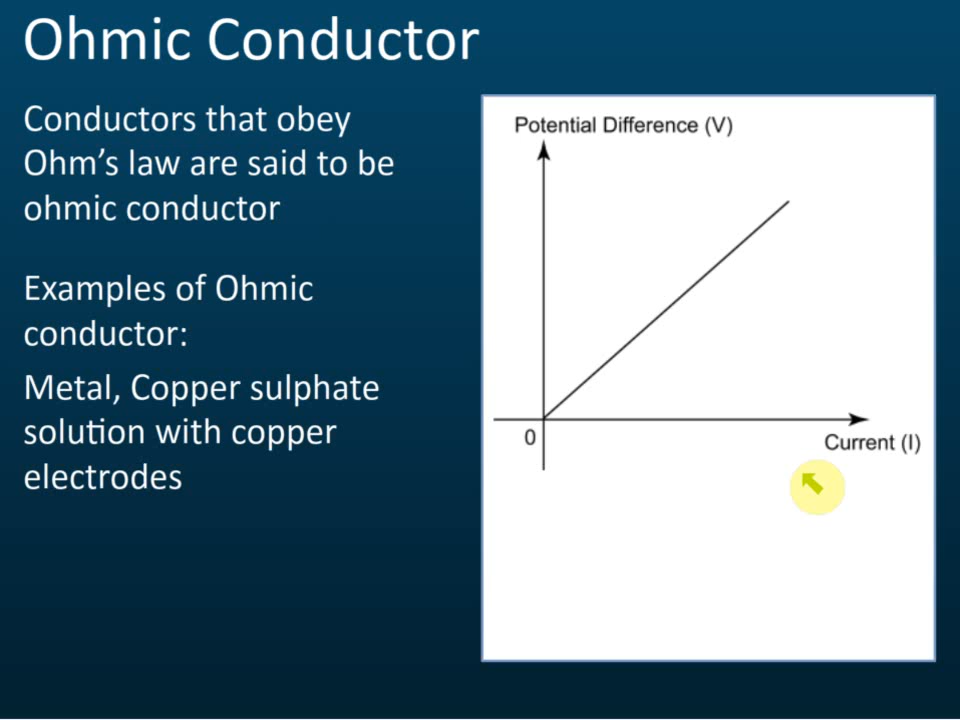 Ohmic Conductor
Conductors that obey
Ohm's law are said to be
ohmic conductor
Examples of Ohmic
conductor:
Metal, Copper sulphate
solution with copper
electrodes
Potential Difference (V)
0
Current (I)